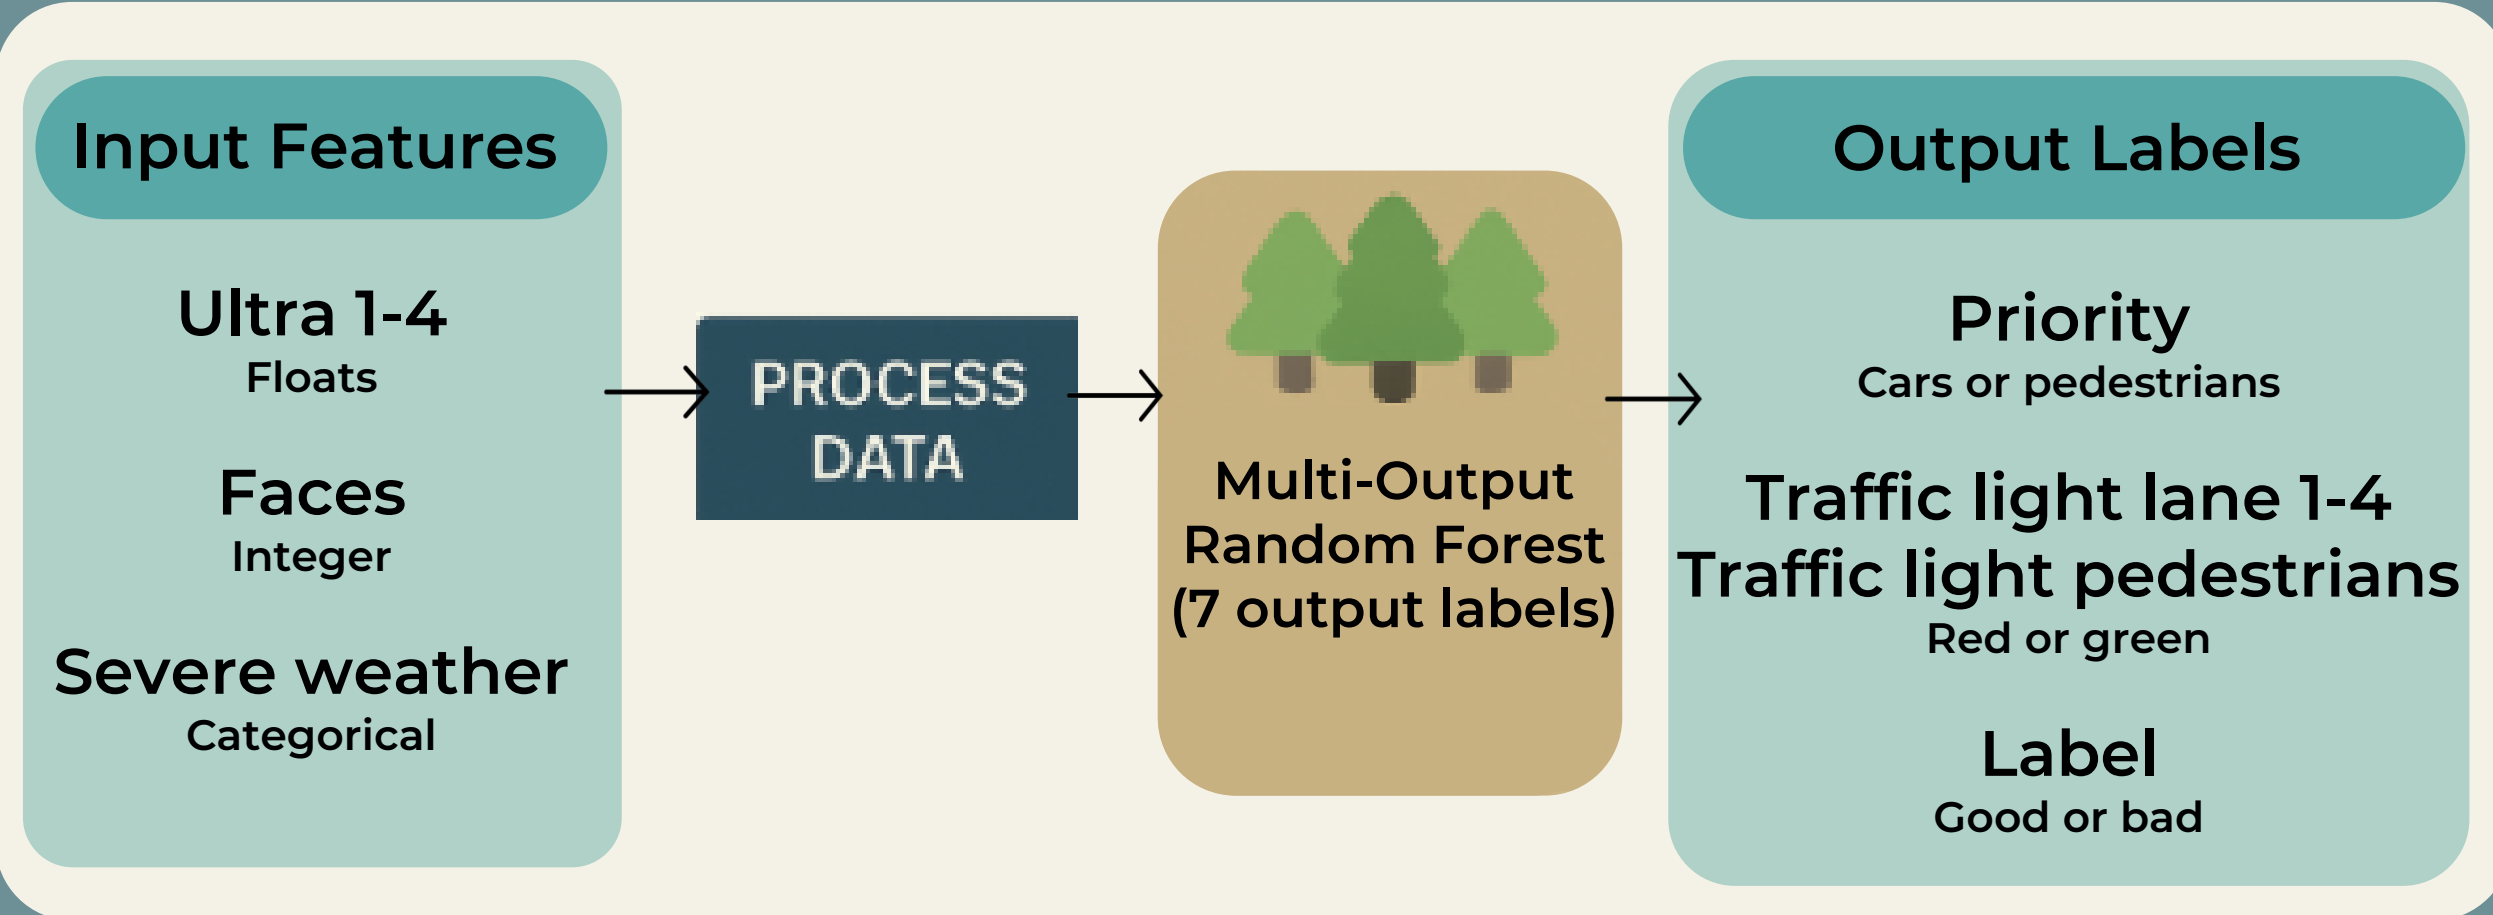 Input Features
Ultra 1-4
Floats
Faces
Integer
Severe weather
Categorical
PROCESS
DATA
Multi-Output
Random Forest
(7 output labels)
Output Labels
Priority
Cars or pedestrians
Traffic light lane 1-4
Traffic light pedestrians
Red or green
Label
Good or bad